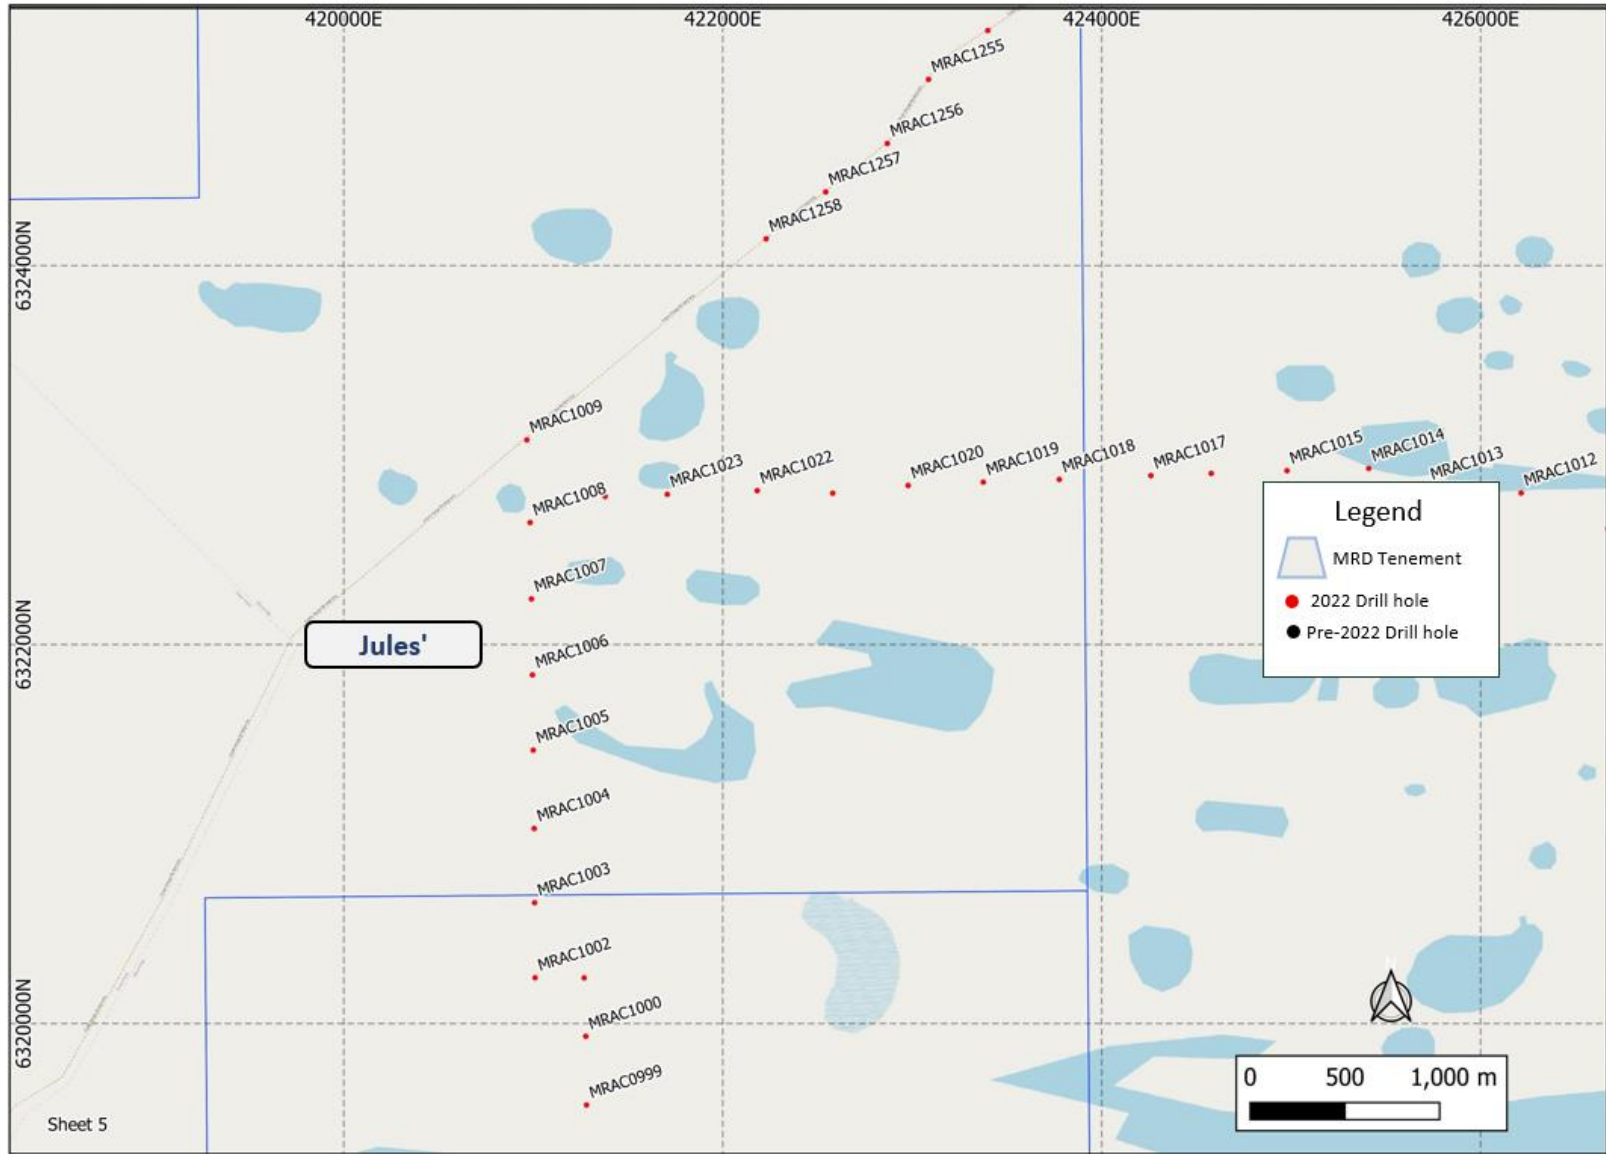 420000E
422000E
424000E
426000E
MRAC1255
MRAC1256
MRAC1257
MRAC1258
6324000N
MRAC1009
MRAC1008
MRAC1023
MRAC1022
MRAC1020
MRAC1019
MRAC1018
MRAC1017
MRAC1015
MRAC1014
MRAC1013
MRAC1012
Legend
MRD Tenement
2022 Drill hole
Pre-2022 Drill hole
MRAC1007
6322000N
Jules'
MRAC1006
MRAC1005
MRAC1004
MRAC1003
MRAC1002
6320000N
MRAC1000
MRAC0999
N
0 500 1,000 m
Sheet 5